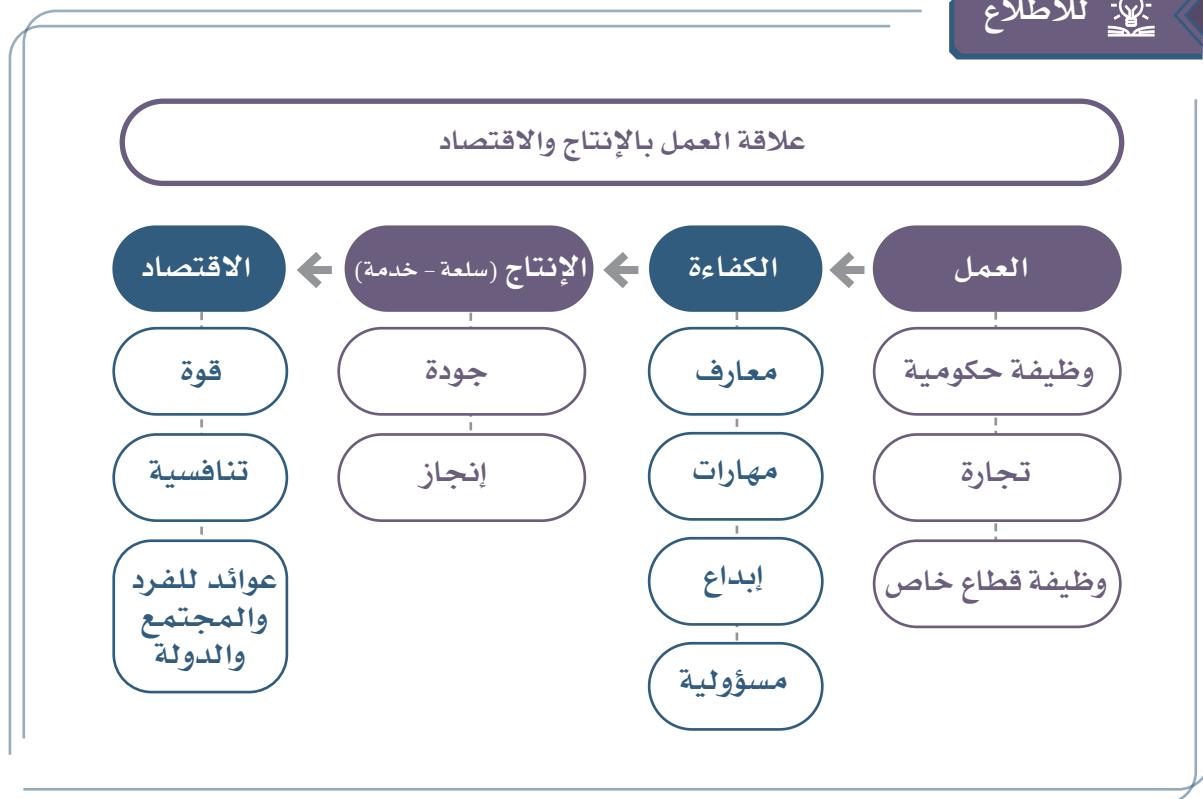 للاطلاع
علاقة العمل بالإنتاج والاقتصاد
العمل
الكفاءة
الإنتاج (سلعة - خدمة)
الاقتصاد
وظيفة حكومية
معارف
جودة
قوة
تجارة
مهارات
إنجاز
تنافسية
وظيفة قطاع خاص
إبداع
عوائد للفرد
والمجتمع
والدولة
مسؤولية